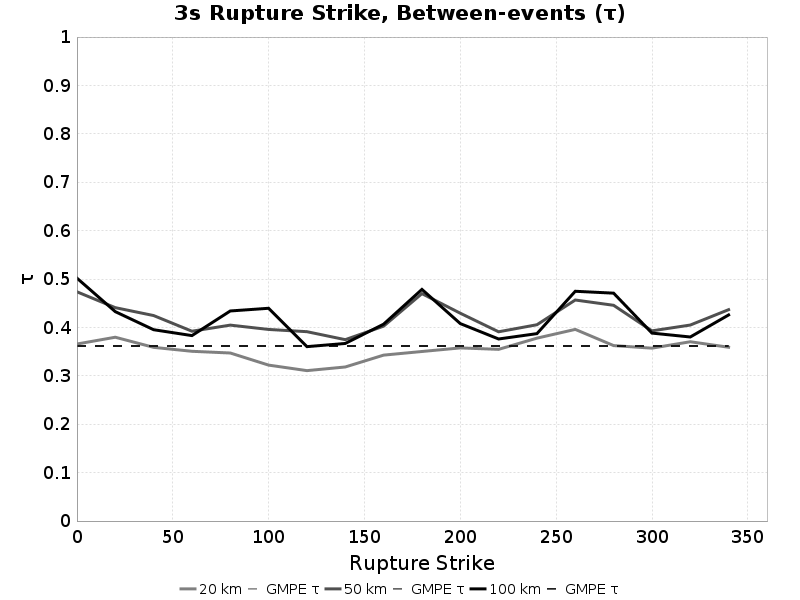 3s Rupture Strike, Between-events (τ)
1
0.9
0.8
0.7
0.6
0.5
0.4
0.3
0.2
0.1
0
τ
0 50 100 150 200 250 300 350
Rupture Strike
20 km GMPE τ 50 km GMPE τ 100 km GMPE τ